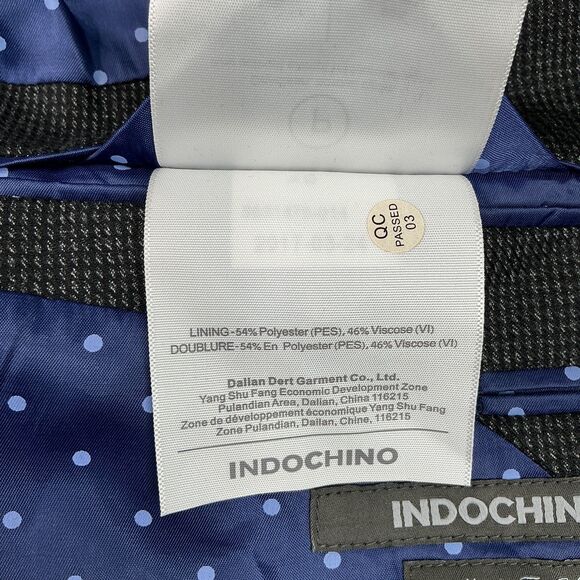 QC
PASSED
03
LINING-54% Polyester (PES), 46% Viscose (VI)
DOUBLURE-54% En Polyester (PES), 46% Viscose (VI)
Dalian Dert Garment Co., Ltd.
Yang Shu Fang Economic Development Zone
Pulandian Area, Dalian, China 116215
Zone de développement économique Yang Shu Fang
Zone Pulandian, Dalian, Chine, 116215
INDOCHINO
INDOCHIN